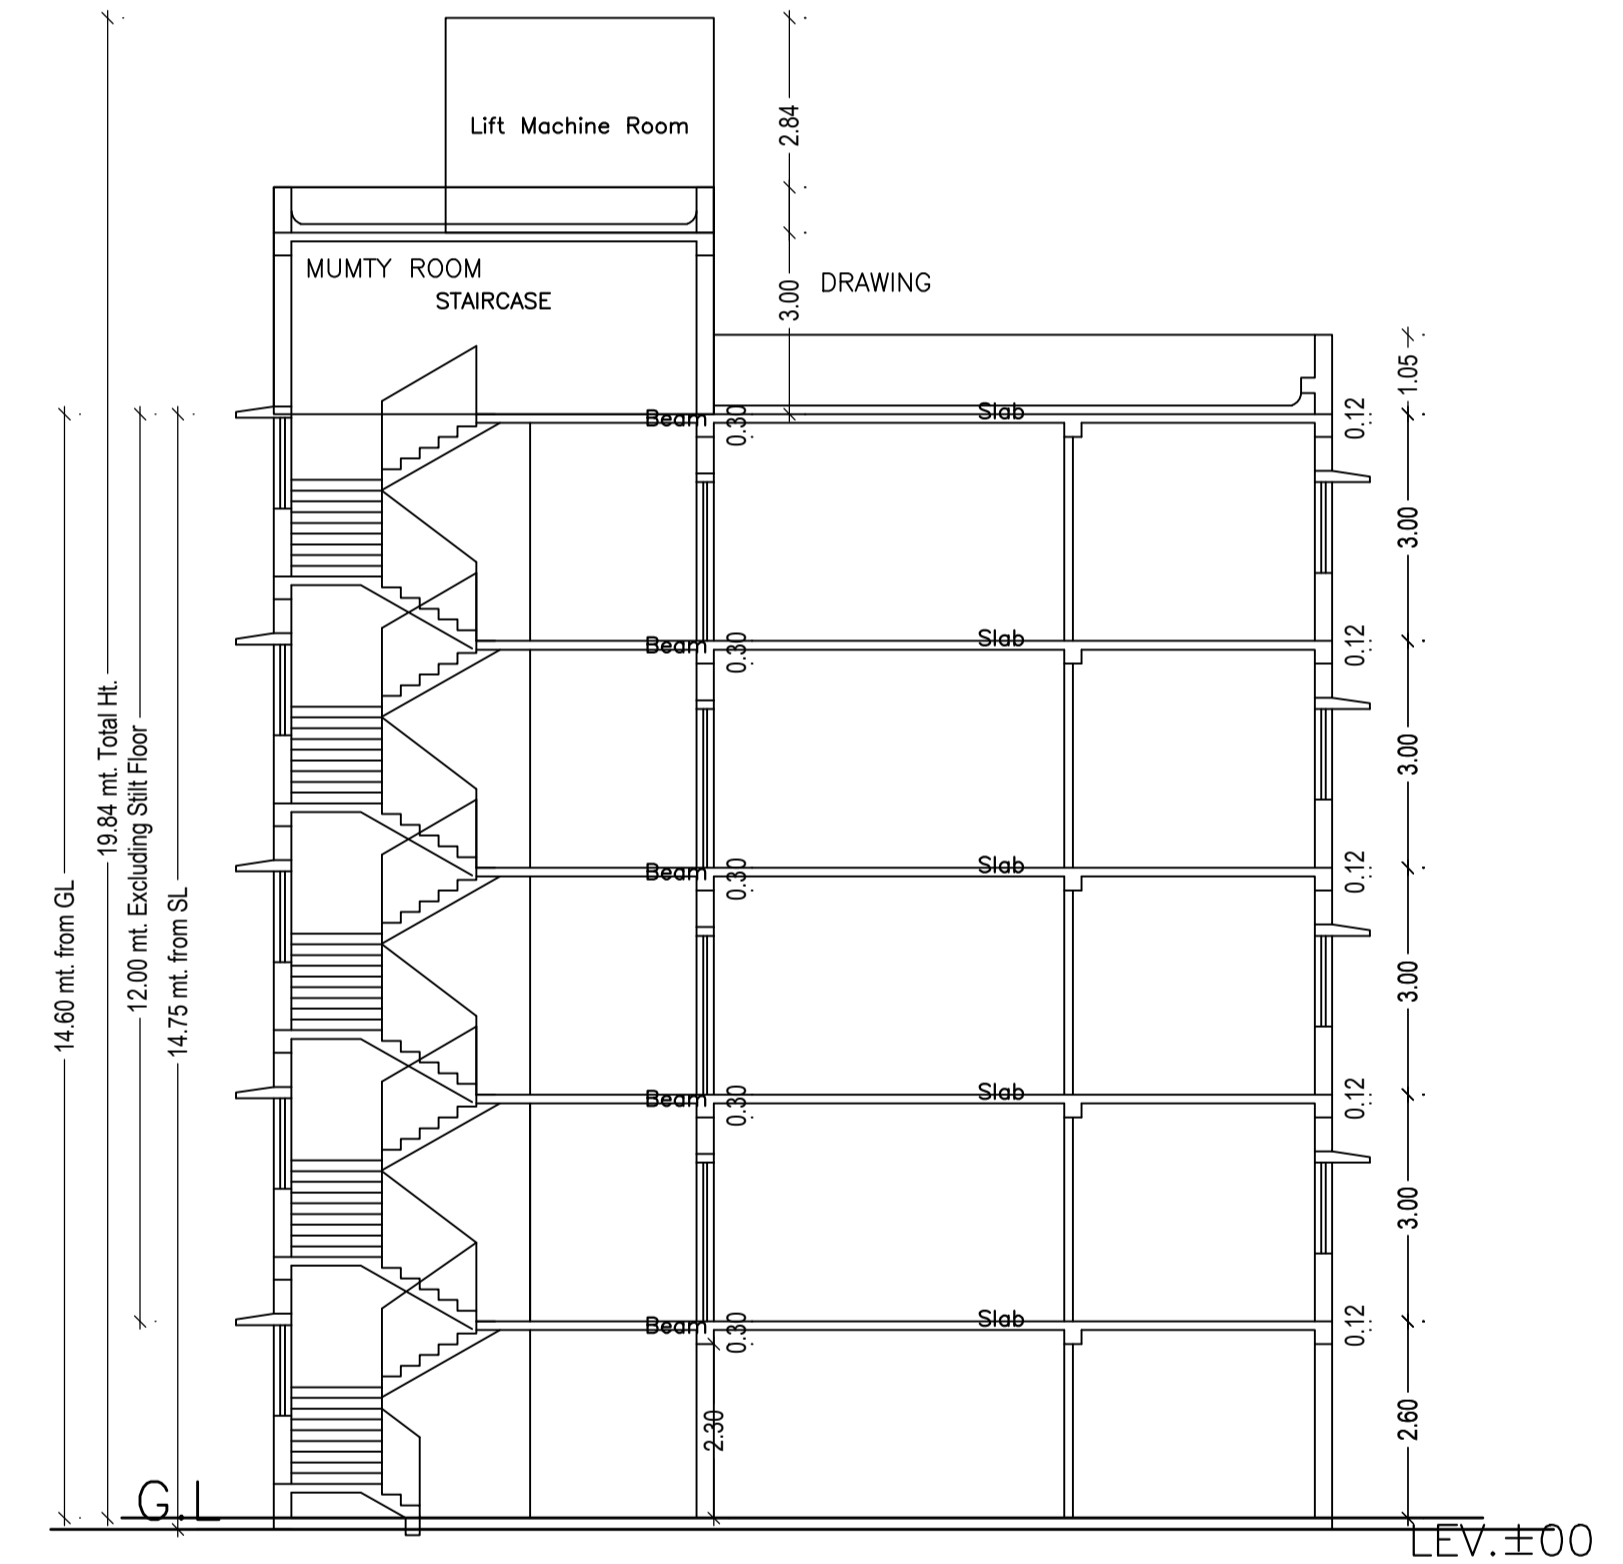 2.84
Lift Machine Room
MUMTY ROOM
STAIRCASE
3.00
DRAWING
1.05
Beam
0.30
Slab
0.12
3.00
Beam
0.30
Slab
0.12
19.84 mt. Total Ht.
12.00 mt. Excluding Stilt Floor
14.60 mt. from GL
14.75 mt. from SL
3.00
Beam
0.30
Slab
0.12
3.00
Beam
0.30
Slab
0.12
3.00
Beam
0.30
Slab
0.12
2.30
2.60
G.L
LEV.±00